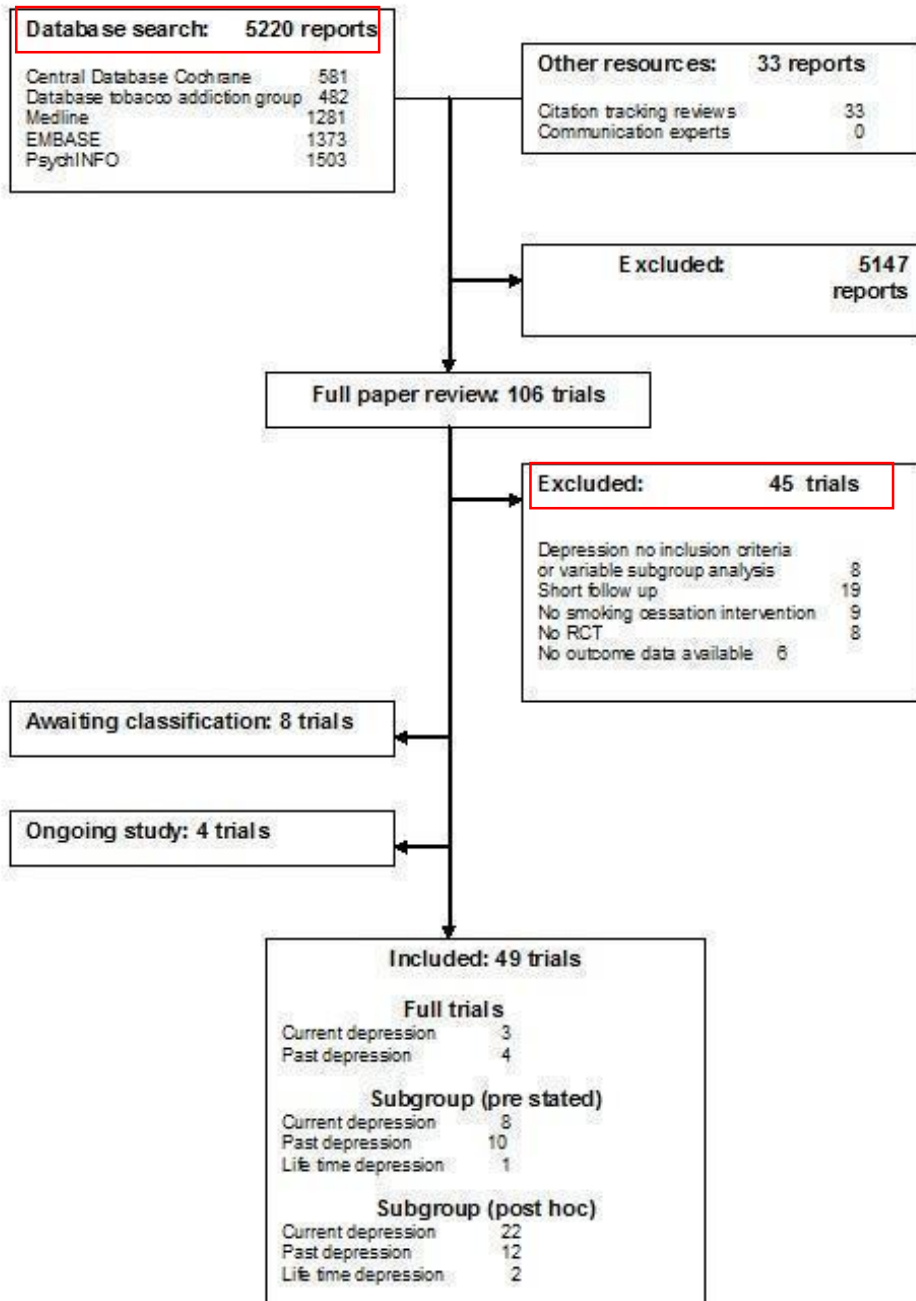 Database search: 5220 reports
Central Database Cochrane 581
Database tobacco addiction group 482
Medline 1281
EMBASE 1373
PsychINFO 1503
Other resources: 33 reports
Citation tracking reviews 33
Communication experts 0
Excluded: 5147
reports
Full paper review: 106 trials
Excluded: 45 trials
Depression no inclusion criteria
or variable subgroup analysis 8
Short follow up 19
No smoking cessation intervention 9
No RCT 8
No outcome data available 6
Awaiting classification: 8 trials
Ongoing study: 4 trials
Included: 49 trials
Full trials
Current depression 3
Past depression 4
Subgroup (pre stated)
Current depression 8
Past depression 10
Life time depression 1
Subgroup (post hoc)
Current depression 22
Past depression 12
Life time depression 2